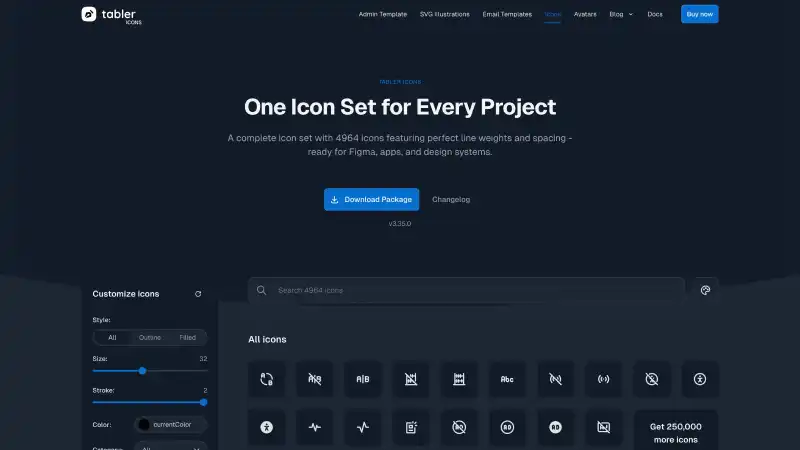 tabler
ICONS
Admin Template
SVG Illustrations
Email Templates
Icons
Avatars
Blog
Docs
Buy now
TABLER ICONS
One Icon Set for Every Project
A complete icon set with 4964 icons featuring perfect line weights and spacing -
ready for Figma, apps, and design systems.
Download Package
Changelog
v3.35.0
Customize icons
Search 4964 icons
Style:
All
Outline
Filled
All icons
Size:
32
Stroke:
2
Color:
currentColor
A|B
Abc
AD
AD
Get 250,000
more icons
All